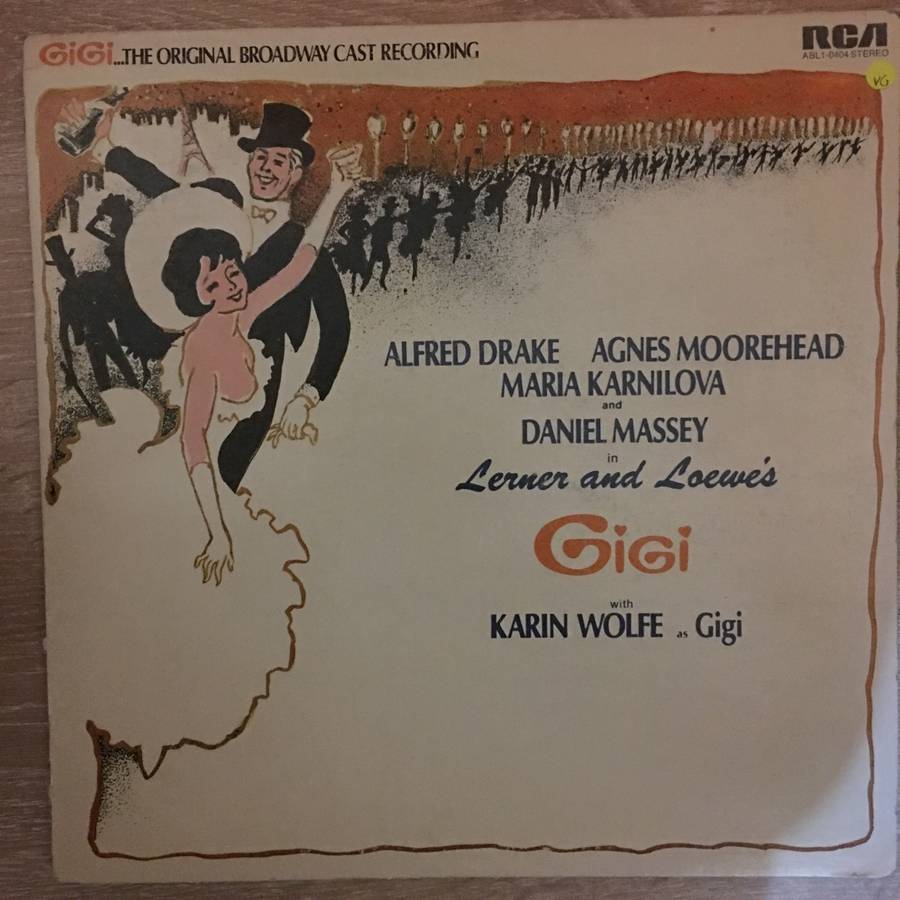 GiGi...THE ORIGINAL BROADWAY CAST RECORDING
RCA
ABL1-0404 STEREO
VG
ALFRED DRAKE AGNES MOOREHEAD
MARIA KARNILOVA
and
DANIEL MASSEY
in
Lerner and Loewe's
GiGi
with
KARIN WOLFE as Gigi